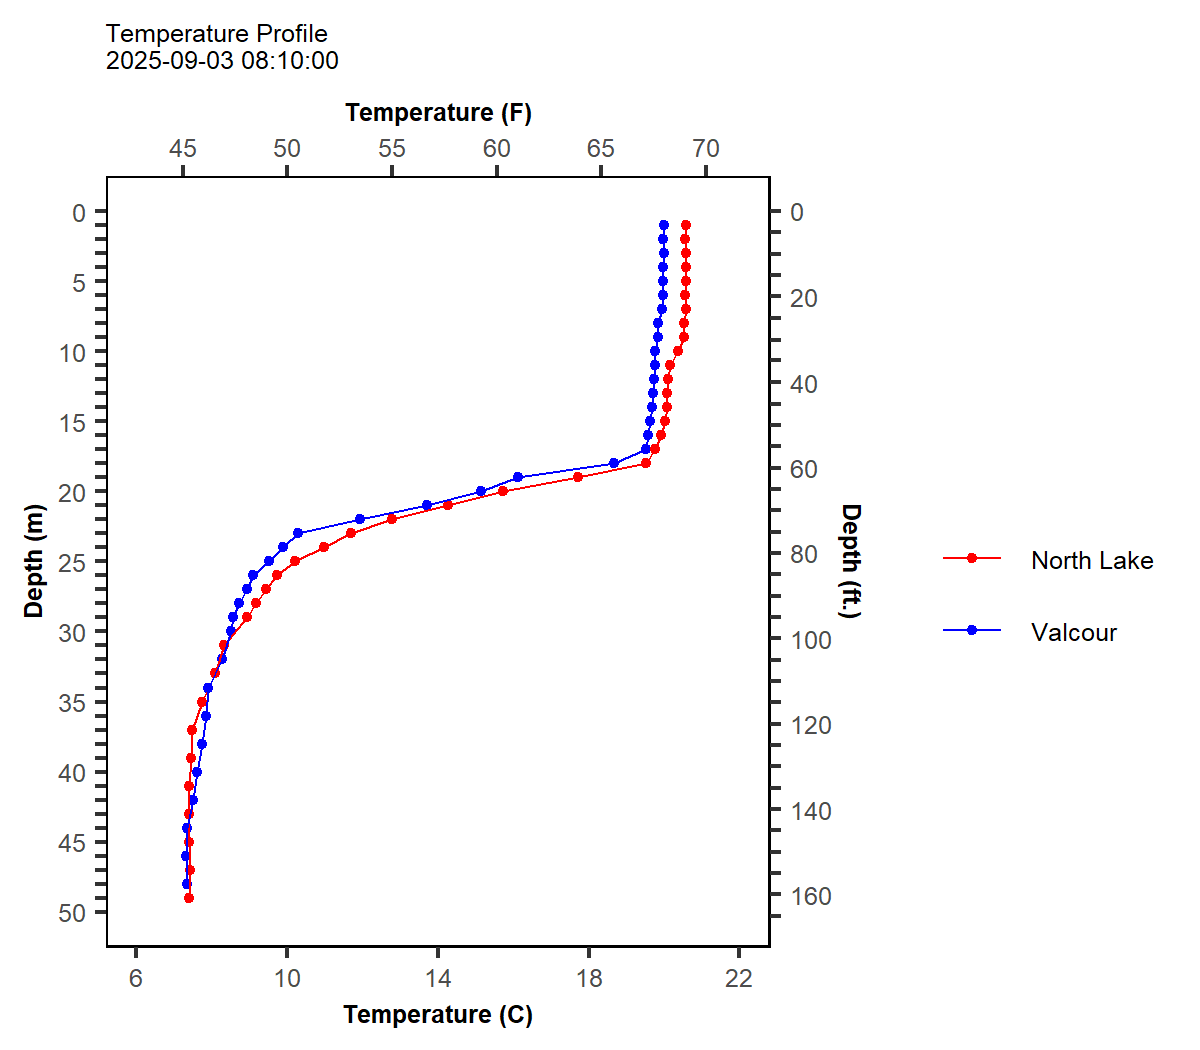 Temperature Profile
2025-09-03 08:10:00
Temperature (F)
45 50 55 60 65 70
0
5
10
15
20
25
30
35
40
45
50
Depth (m)
0
20
40
60
80
100
120
140
160
Depth (ft.)
North Lake
Valcour
6 10 14 18 22
Temperature (C)